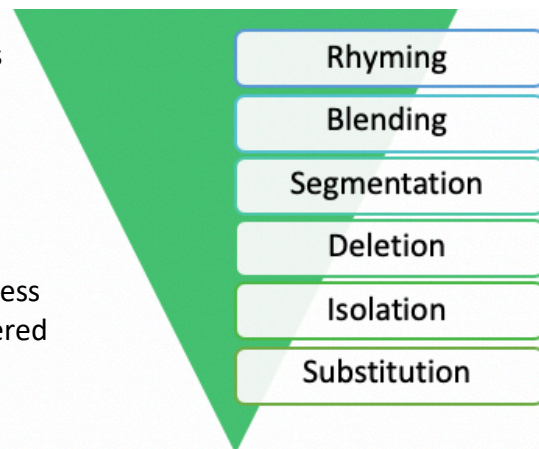 Rhyming
Blending
Segmentation
Deletion
Isolation
Substitution